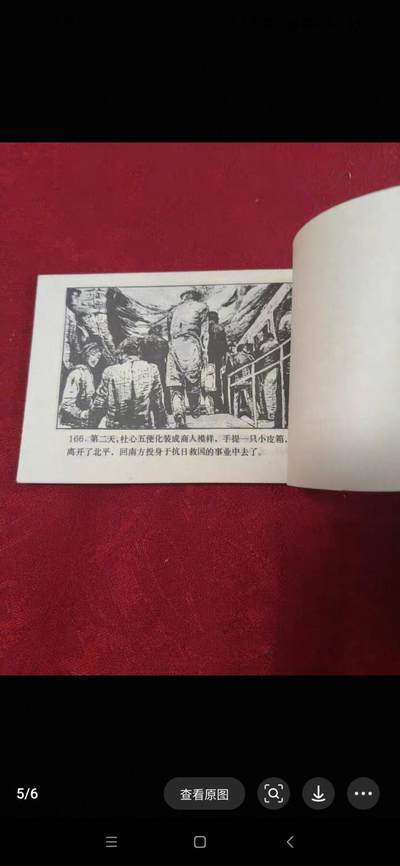 166. 第二天，杜心五便化装成商人模样，手提一只小皮箱，
离开了北平，回南方投身于抗日救国的事业中去了。
5/6
查看原图